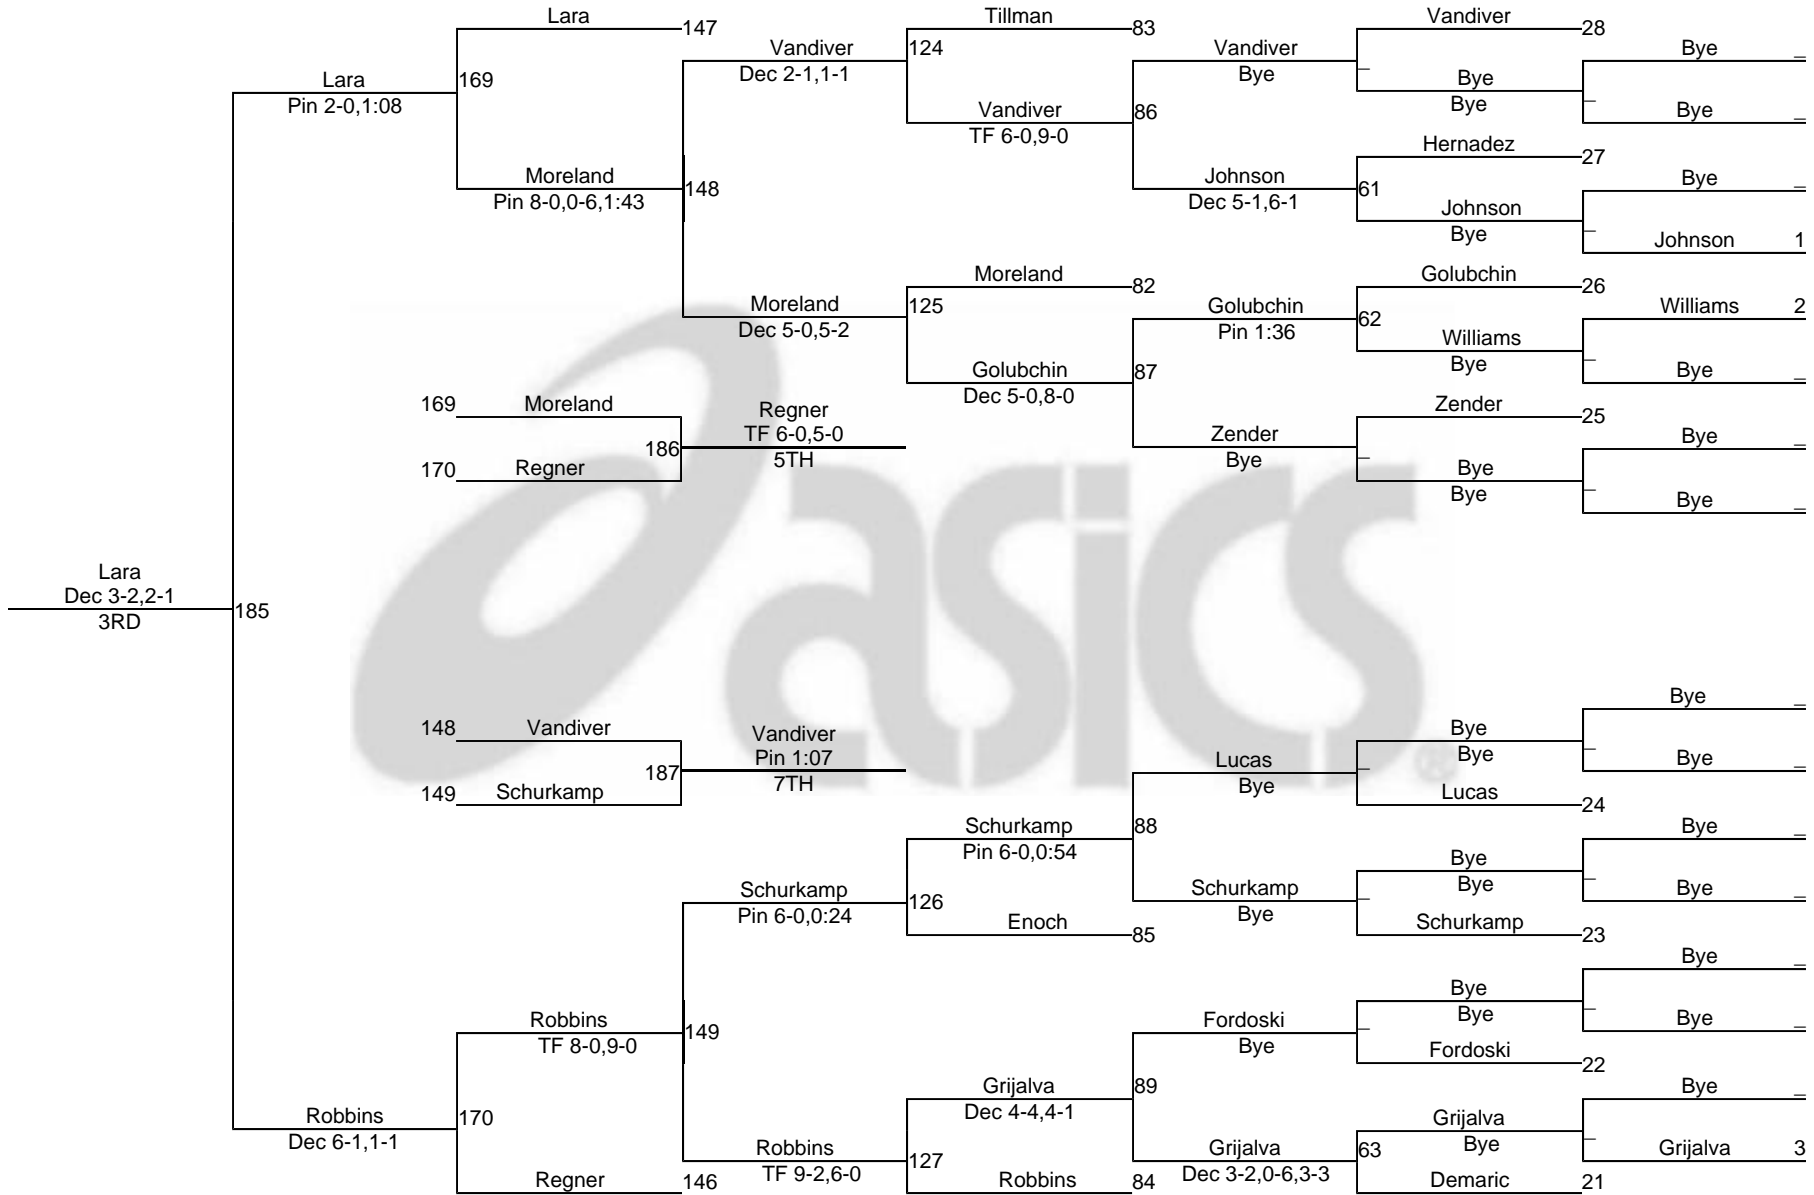 Lara
147
Tillman
83
Vandiver
28
Vandiver
Dec 2-1,1-1
124
Vandiver
Bye
Bye
_
Lara
Pin 2-0,1:08
169
_
Bye
Bye
Vandiver
TF 6-0,9-0
86
_
Bye
_
Hernadez
27
Moreland
Pin 8-0,0-6,1:43
148
Johnson
Dec 5-1,6-1
61
Bye
_
Johnson
Bye
_
Johnson 1
Moreland
82
Golubchin
26
Moreland
Dec 5-0,5-2
125
Golubchin
Pin 1:36
62
Williams 2
Williams
Bye
_
Bye
_
Golubchin
Dec 5-0,8-0
87
169
Moreland
Regner
TF 6-0,5-0
5TH
186
170
Regner
Zender
25
Zender
Bye
_
Bye
_
Bye
Bye
_
Bye
_
asics
®
Lara
Dec 3-2,2-1
3RD
185
Bye
_
148
Vandiver
Vandiver
Pin 1:07
7TH
187
149
Schurkamp
Bye
Bye
_
Bye
_
Lucas
Bye
_
Lucas
24
Schurkamp
Pin 6-0,0:54
88
Bye
_
Bye
Bye
_
Bye
_
Schurkamp
Pin 6-0,0:24
126
Schurkamp
Bye
_
Enoch
85
Schurkamp
23
Bye
_
Bye
Bye
_
Bye
_
Robbins
TF 8-0,9-0
149
Fordoski
Bye
_
Fordoski
22
Grijalva
Dec 4-4,4-1
89
Bye
_
Robbins
Dec 6-1,1-1
170
Grijalva
Bye
_
Grijalva 3
Robbins
TF 9-2,6-0
127
Grijalva
Dec 3-2,0-6,3-3
63
Regner
146
Robbins
84
Demaric
21